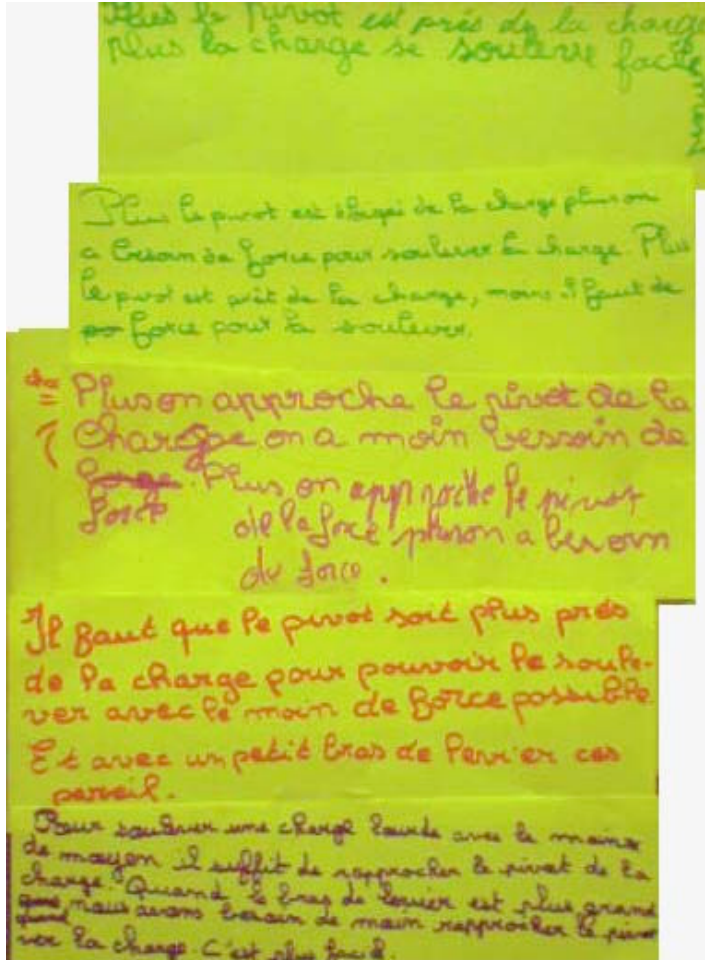 Plus le pivot est près de la charge
plus la charge se soulève facile
ment
Plus le pivot est éloigné de la charge plus on
a besoin de force pour soulever la charge. Plus
le pivot est prêt de la charge, moins il faut de
force pour la soulever.
cha
Plus on approche le pivot de la
Charge on a moin bessoin de
force. Plus on approche le pivot
de la force plus on a besoin
de force.
Il faut que le pivot soit plus près
de la charge pour pouvoir le soule-
ver avec le moin de force possible.
Et avec un petit bras de levier ces
pareil.
Pour soulever une charge lourde avec le moins
de moyen il suffit de rapprocher le pivot de la
charge. Quand le bras de levier est plus grand
nous avons besoin de moin rapprocher le pivot
ver la charge. C'est plus facile.